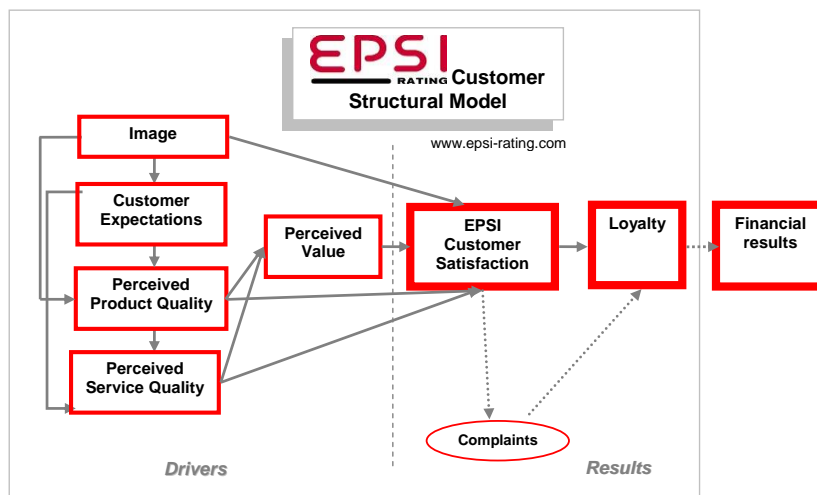 EPSI
RATING Customer
Structural Model
www.epsi-rating.com
Image
Customer
Expectations
Perceived
Product Quality
Perceived
Service Quality
Perceived
Value
EPSI
Customer
Satisfaction
Loyalty
Financial
results
Complaints
Drivers
Results